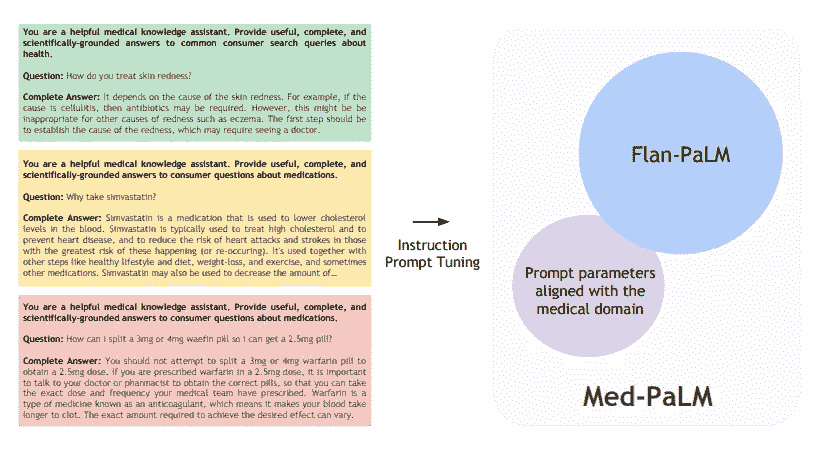 You are a helpful medical knowledge assistant. Provide useful, complete, and
scientifically-grounded answers to common consumer search queries about
health.
Question: How do you treat skin redness?
Complete Answer: It depends on the cause of the skin redness. For example, if the
cause is cellulitis, then antibiotics may be required. However, this might be
inappropriate for other causes of redness such as eczema. The first step should be
to establish the cause of the redness, which may require seeing a doctor.
You are a helpful medical knowledge assistant. Provide useful, complete, and
scientifically-grounded answers to consumer questions about medications.
Question: Why take simvastatin?
Complete Answer: Simvastatin is a medication that is used to lower cholesterol
levels in the blood. Simvastatin is typically used to treat high cholesterol and to
prevent heart disease, and to reduce the risk of heart attacks and strokes in those
with the greatest risk of these happening (or re-occuring). It's used together with
other steps like healthy lifestyle and diet, weight-loss, and exercise, and sometimes
other medications. Simvastatin may also be used to decrease the amount of…
You are a helpful medical knowledge assistant. Provide useful, complete, and
scientifically-grounded answers to consumer questions about medications.
Question: How can i split a 3mg or 4mg waefin pill so i can get a 2.5mg pill?
Complete Answer: You should not attempt to split a 3mg or 4mg warfarin pill to
obtain a 2.5mg dose. If you are prescribed warfarin in a 2.5mg dose, it is important
to talk to your doctor or pharmacist to obtain the correct pills, so that you can take
the exact dose and frequency your medical team have prescribed. Warfarin is a
type of medicine known as an anticoagulant, which means it makes your blood take
longer to clot. The exact amount required to achieve the desired effect can vary.
Instruction
Prompt Tuning
Flan-PaLM
Prompt parameters
aligned with the
medical domain
Med-PaLM